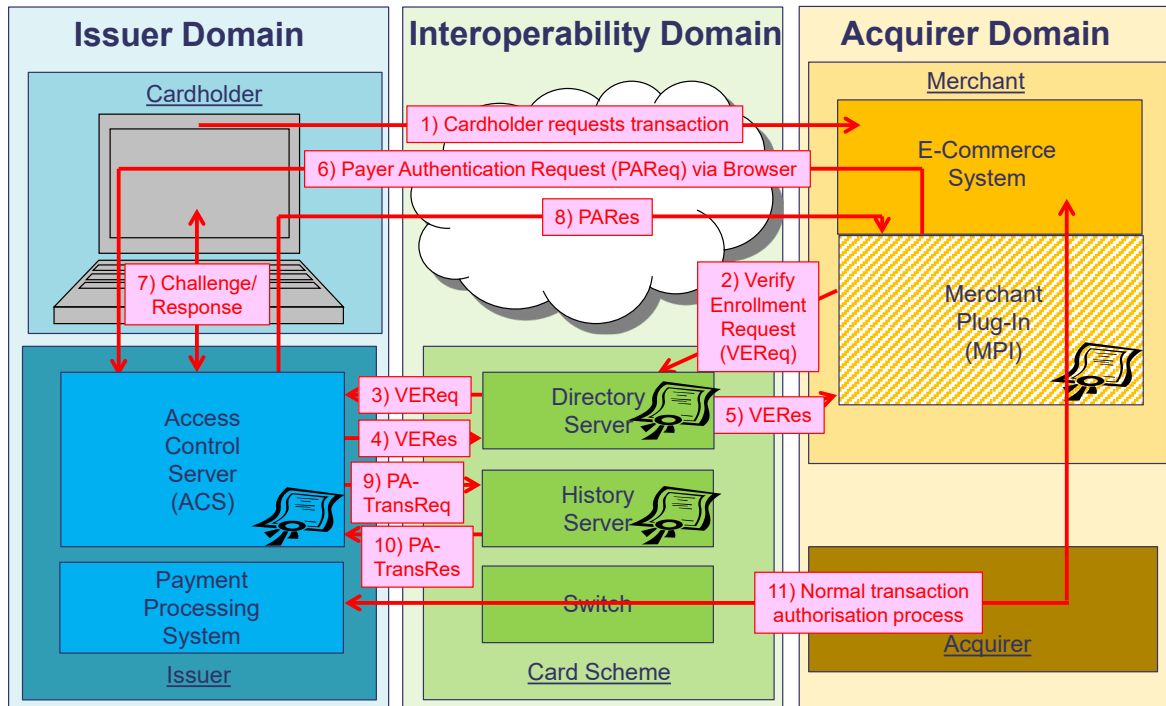 Issuer Domain
Interoperability Domain
Acquirer Domain
Cardholder
Merchant
1) Cardholder requests transaction
E-Commerce
System
6) Payer Authentication Request (PAReq) via Browser
8) PARes
7) Challenge/
Response
2) Verify
Enrollment
Request
(VEReq)
Merchant
Plug-In
(MPI)
Access
Control
Server
(ACS)
3) VEReq
4) VERes
Directory
Server
5) VERes
9) PA-
TransReq
10) PA-
TransRes
History
Server
Payment
Processing
System
Switch
11) Normal transaction
authorisation process
Issuer
Card Scheme
Acquirer